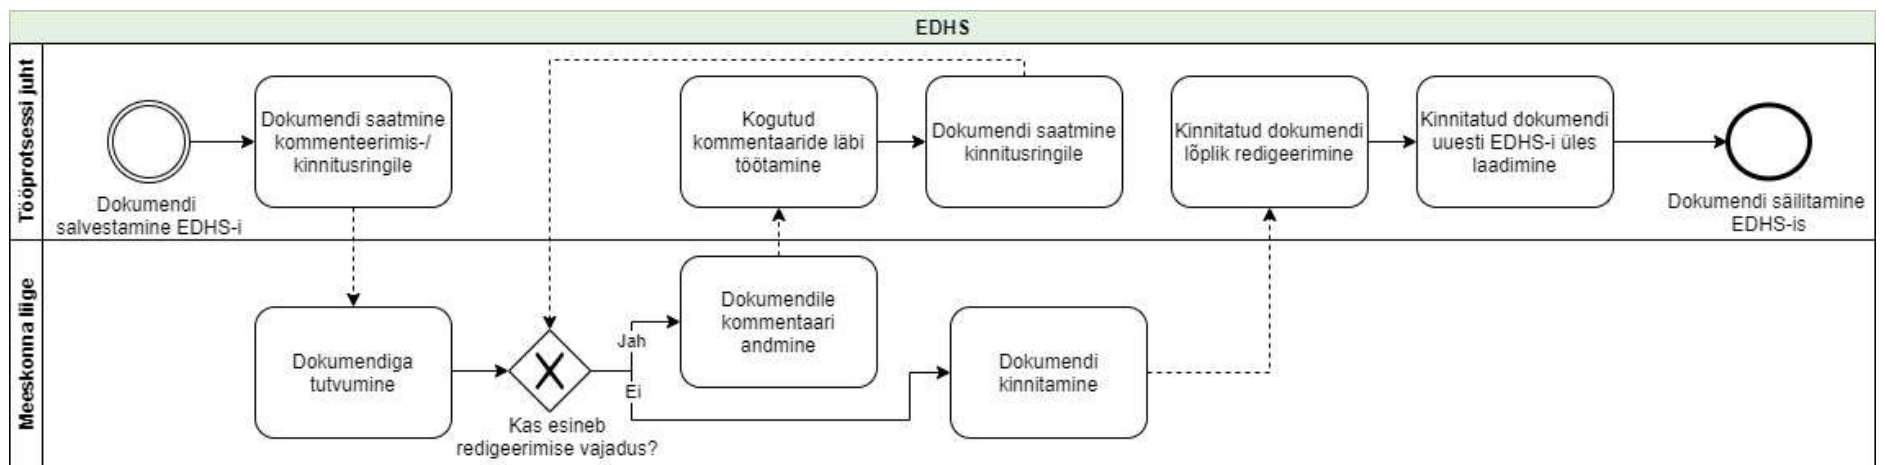 EDHS
Tööprotsessi juht
Dokumendi
salvestamine EDHS-i
Dokumendi saatmine
kommenteerimis-/
kinnitusringile
Kogutud
kommentaaride läbi
töötamine
Dokumendi saatmine
kinnitusringile
Kinnitatud dokumendi
lõplik redigeerimine
Kinnitatud dokumendi
uuesti EDHS-i üles
laadimine
Dokumendi säilitamine
EDHS-is
Meeskonna liige
Dokumendiga
tutvumine
Kas esineb
redigeerimise vajadus?
Jah
Ei
Dokumendile
kommentaari
andmine
Dokumendi
kinnitamine